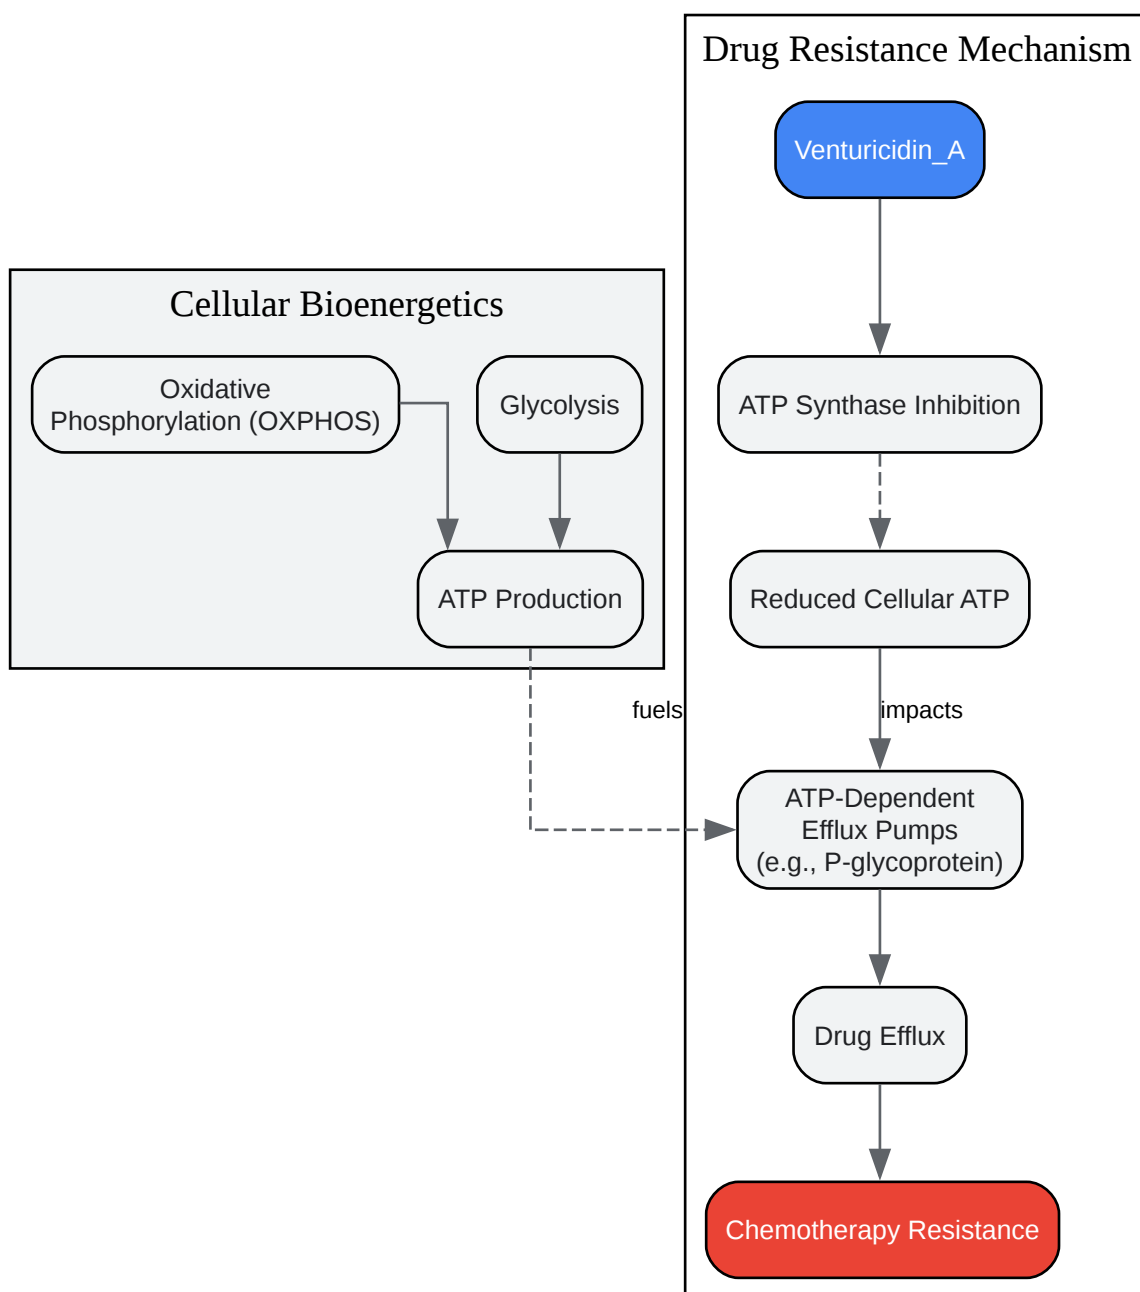 Drug Resistance Mechanism
Venturicidin_A
Cellular Bioenergetics
Oxidative
Phosphorylation (OXPHOS)
Glycolysis
ATP Synthase Inhibition
ATP Production
Reduced Cellular ATP
fuels
impacts
ATP-Dependent
Efflux Pumps
(e.g., P-glycoprotein)
Drug Efflux
Chemotherapy Resistance